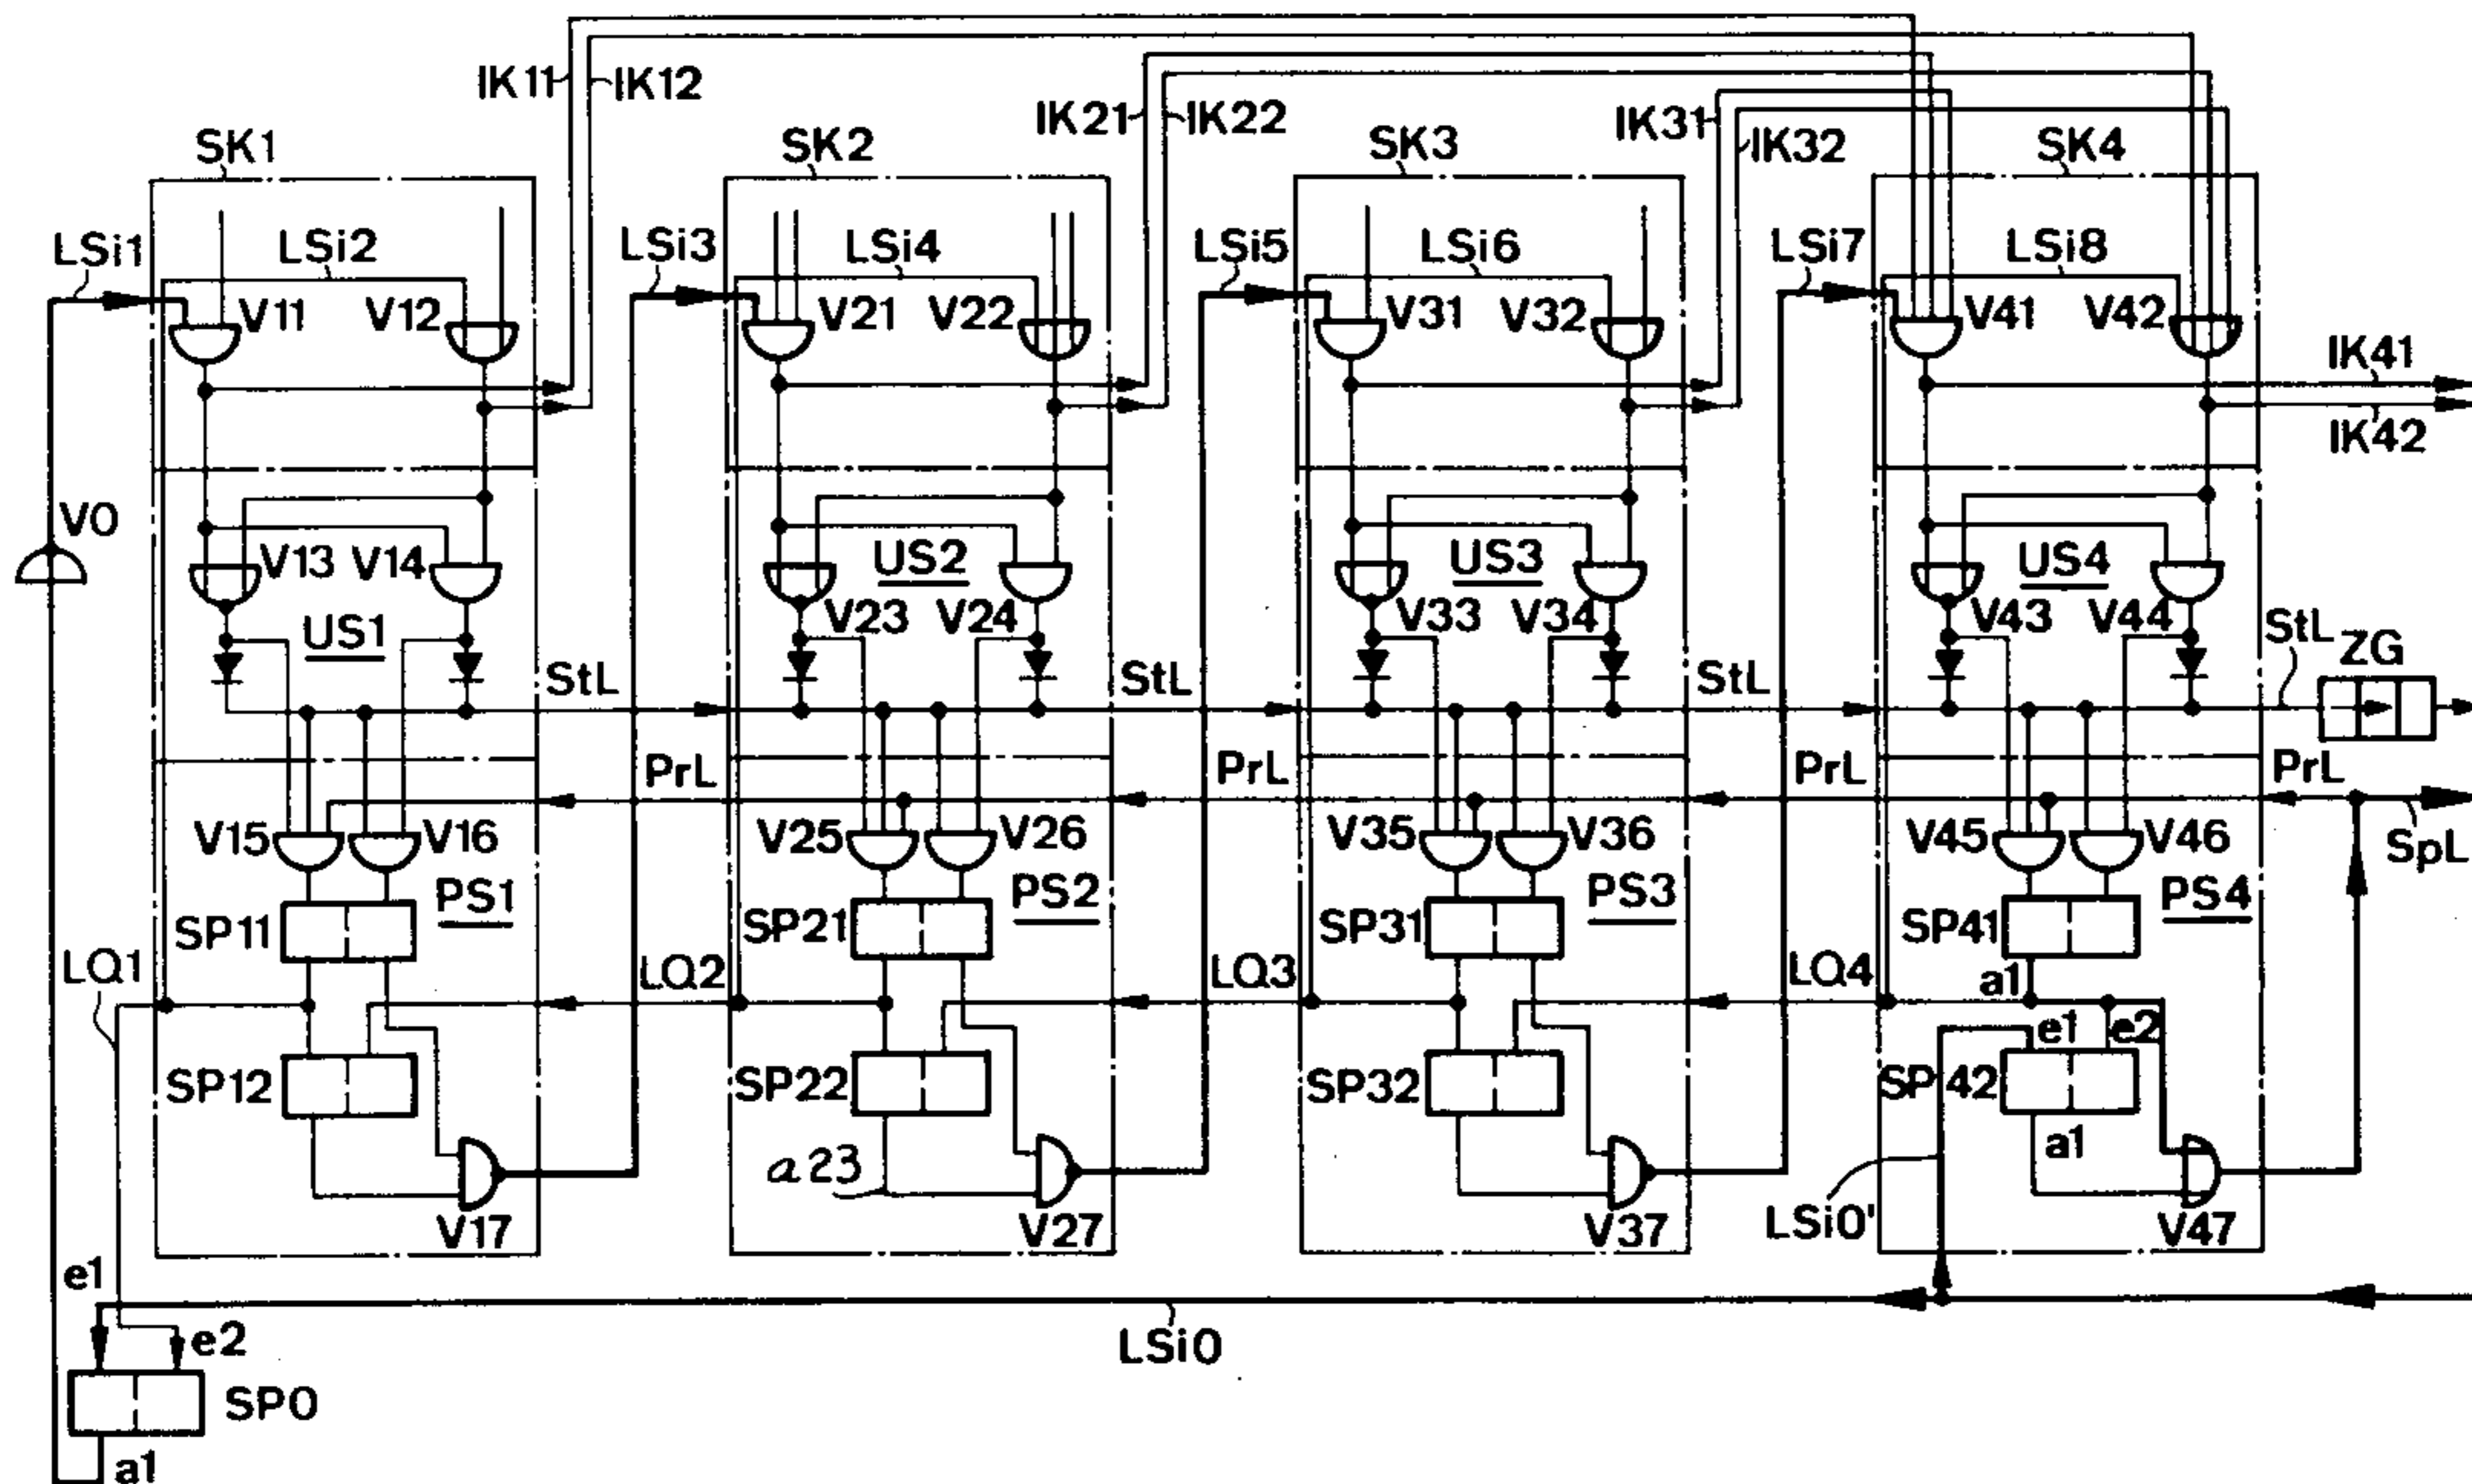 IK11
IK12
IK21
IK22
IK31
IK32
SK1
SK2
SK3
SK4
LSi1
LSi2
LSi3
LSi4
LSi5
LSi6
LSi7
LSi8
V11
V12
V21
V22
V31
V32
V41
V42
IK41
IK42
V0
V13
V14
US1
US2
V23
V24
US3
V33
V34
US4
V43
V44
StL
StL
StL
StL
ZG
PrL
PrL
PrL
PrL
V15
V16
V25
V26
V35
V36
V45
V46
SpL
PS1
PS2
PS3
PS4
SP11
SP21
SP31
SP41
LQ1
LQ2
LQ3
LQ4
a1
e1
e2
SP12
SP22
SP32
SP42
a1
a23
V17
V27
V37
V47
LSi0'
e1
e2
LSi0
SP0
a1